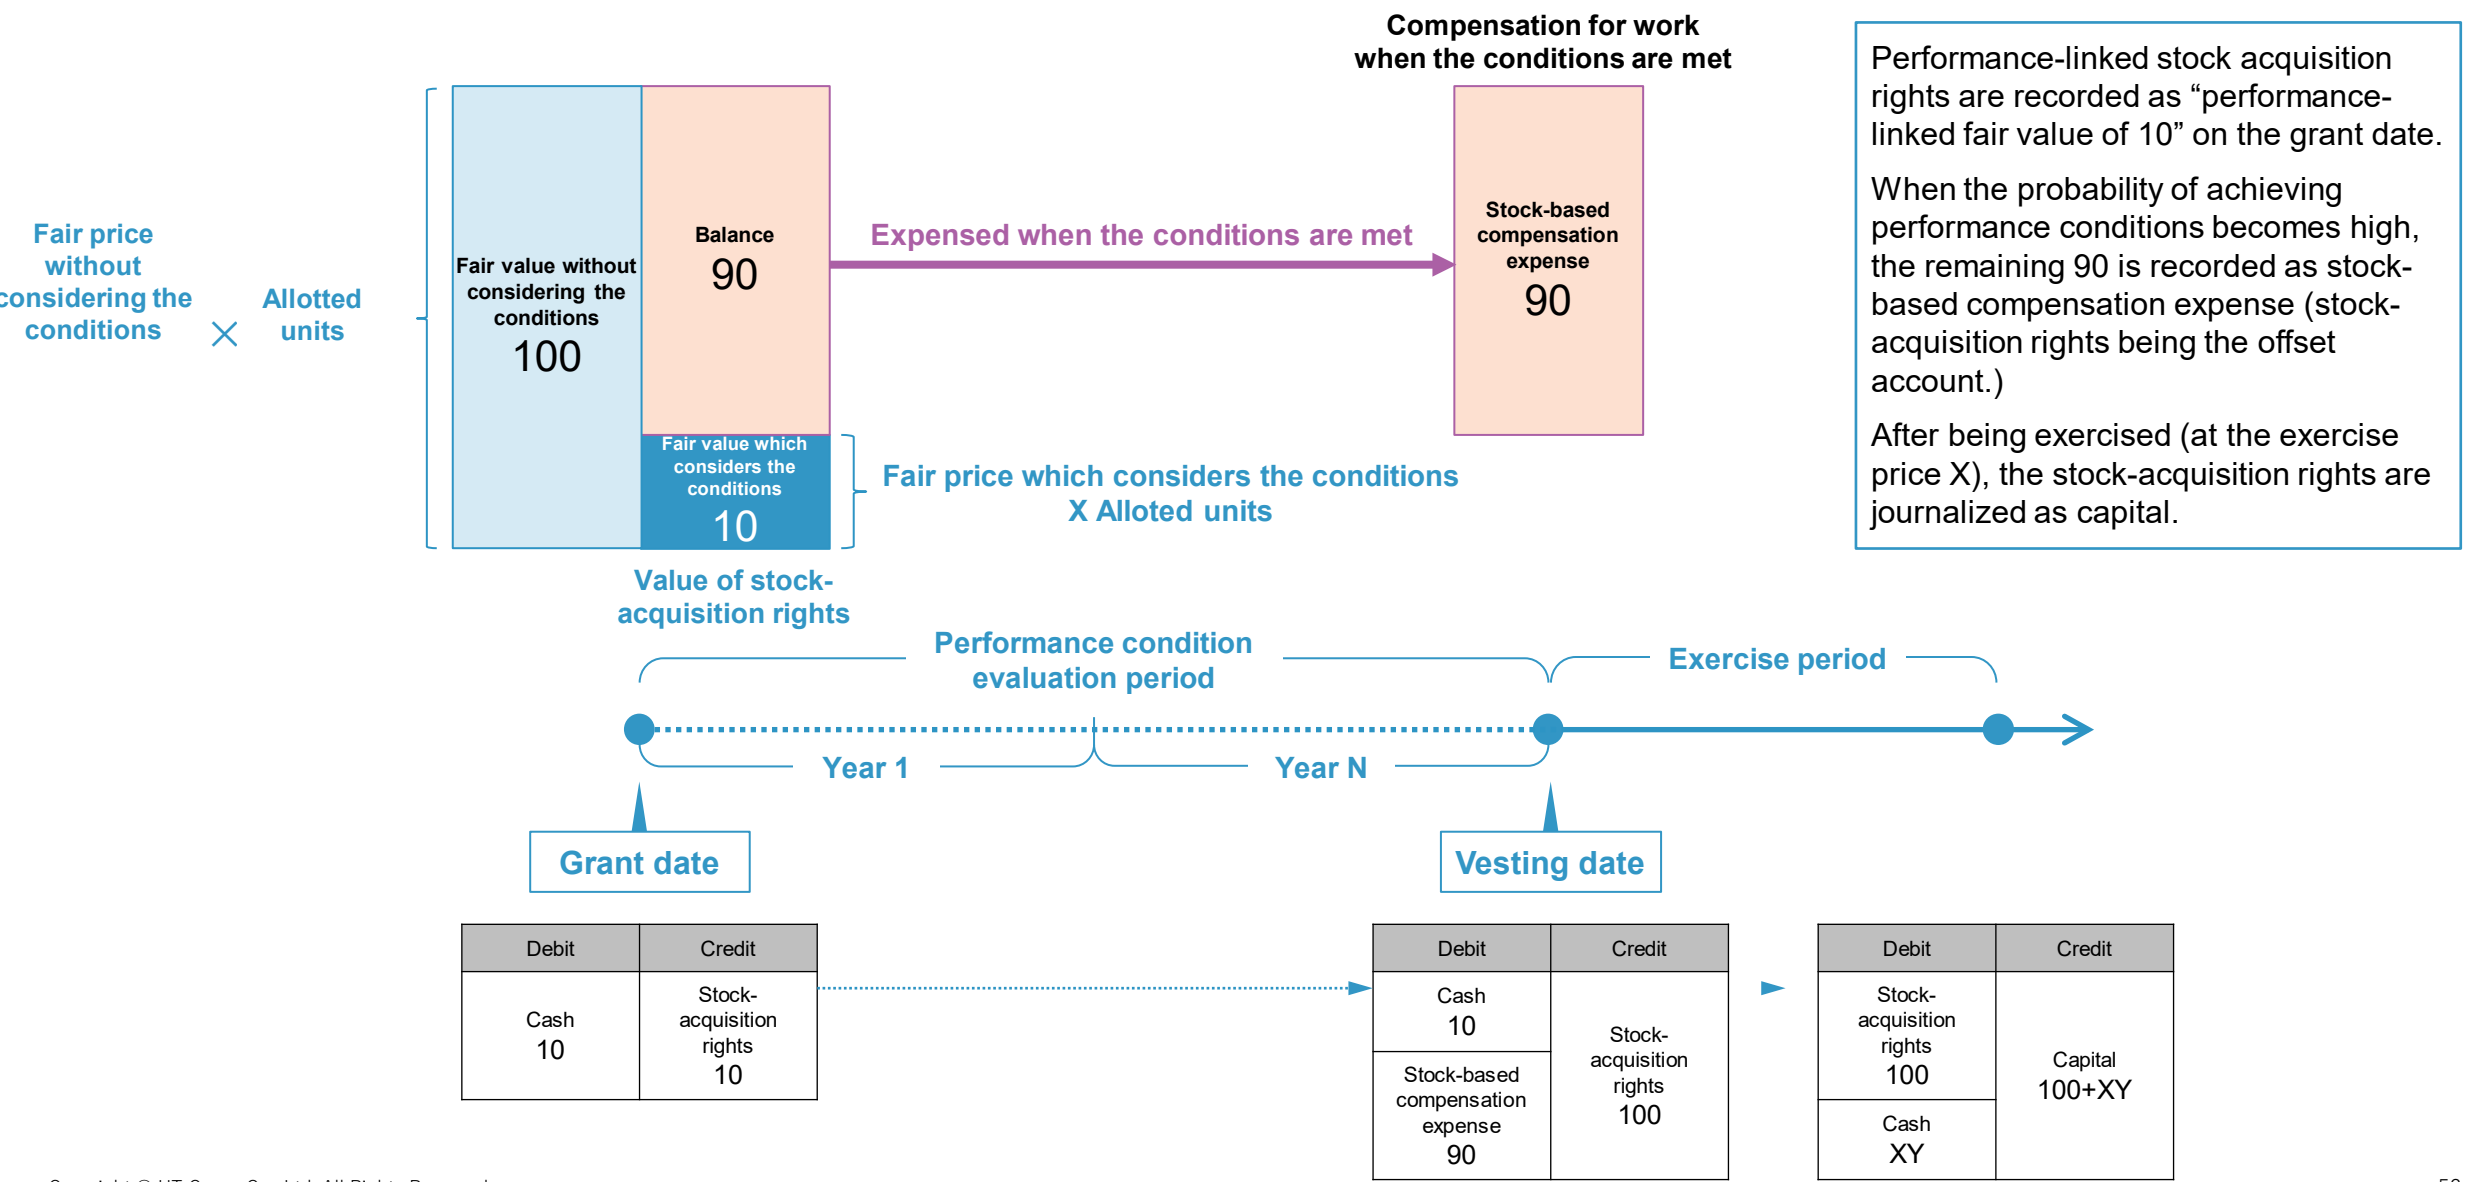 Compensation for work
when the conditions are met
Performance-linked stock acquisition
rights are recorded as “performance-
linked fair value of 10” on the grant date.
When the probability of achieving
performance conditions becomes high,
the remaining 90 is recorded as stock-
based compensation expense (stock-
acquisition rights being the offset
account.)
After being exercised (at the exercise
price X), the stock-acquisition rights are
journalized as capital.
Fair price
without
considering the
conditions
×
Allotted
units
Fair value without
considering the
conditions
100
Balance
90
Expensed when the conditions are met
Stock-based
compensation
expense
90
Fair value which
considers the
conditions
10
Fair price which considers the conditions
X Alloted units
Value of stock-
acquisition rights
Performance condition
evaluation period
Exercise period
Year 1
Year N
Grant date
Vesting date
Debit
Credit
Cash
10
Stock-
acquisition
rights
10
Debit
Credit
Cash
10
Stock-based
compensation
expense
90
Stock-
acquisition
rights
100
Debit
Credit
Stock-
acquisition
rights
100
Cash
XY
Capital
100+XY